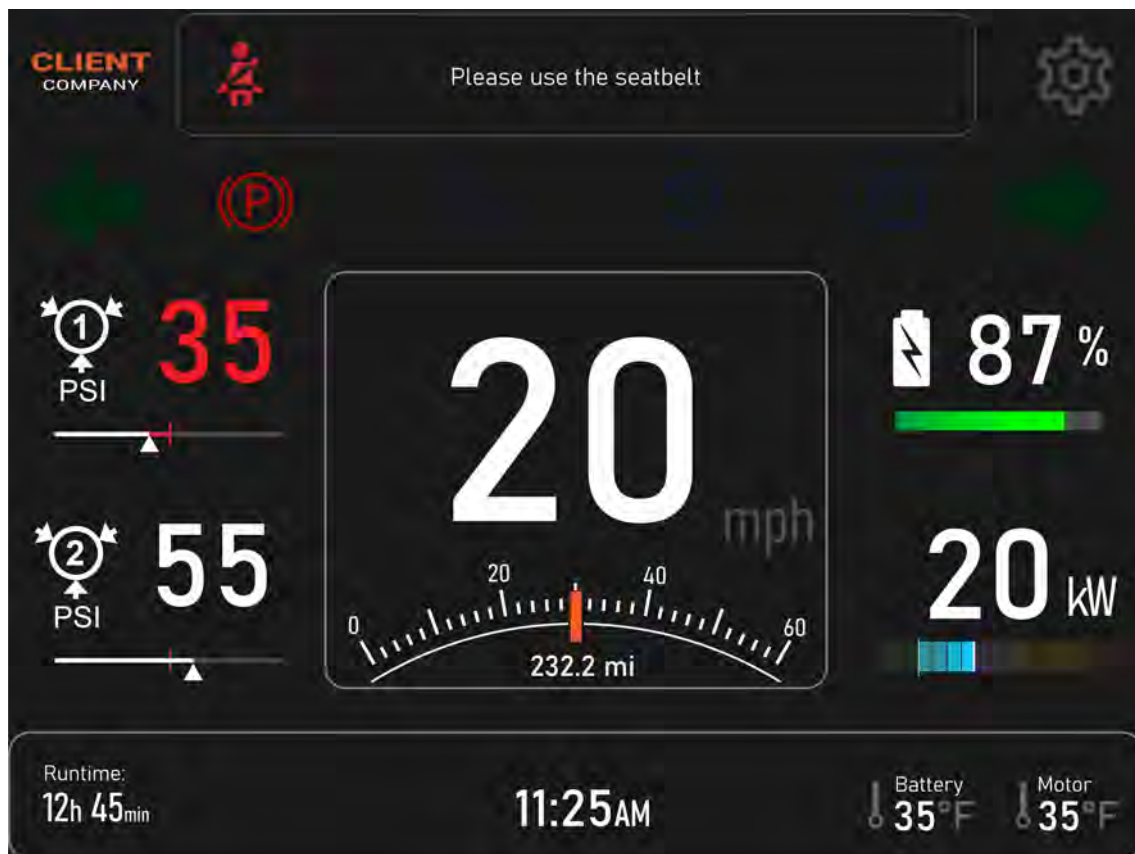 CLIENT
COMPANY
Please use the seatbelt
P
1
PSI
35
87 %
20
mph
2
PSI
55
20 kW
0
20
40
60
232.2 mi
Runtime:
12h 45min
11:25AM
Battery
35°F
Motor
35°F